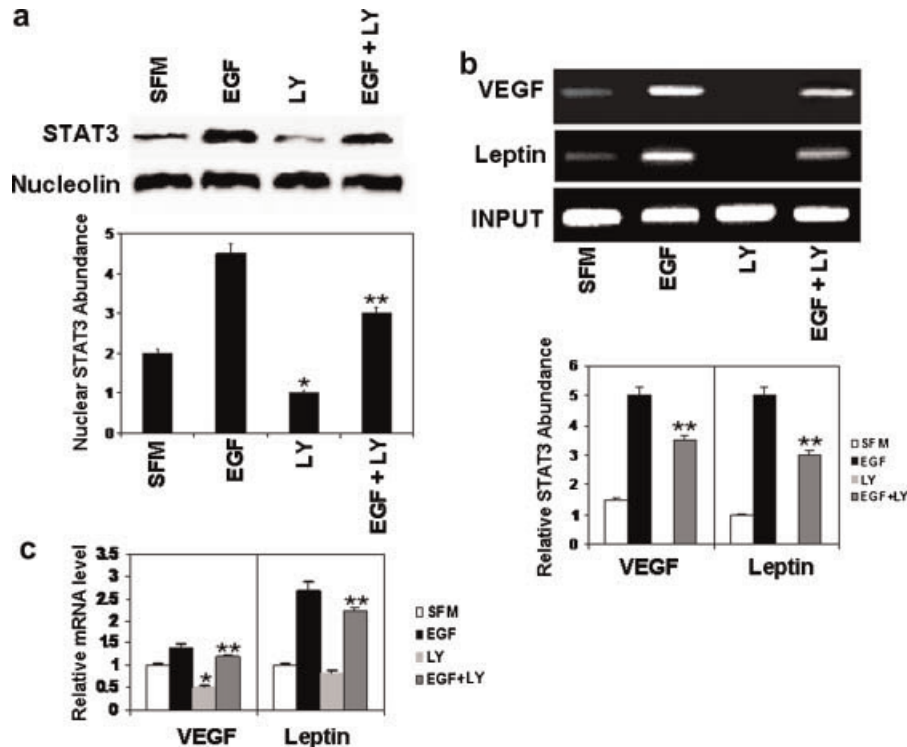 a
SFM
EGF
LY
EGF + LY
STAT3
Nucleolin
Nuclear STAT3 Abundance
5
4
3
2
1
0
*
**
SFM
EGF
LY
EGF + LY
b
VEGF
Leptin
INPUT
SFM
EGF
LY
EGF + LY
Relative STAT3 Abundance
6
5
4
3
2
1
0
**
**
VEGF
Leptin
SFM
EGF
LY
EGF+LY
c
Relative mRNA level
3
2.5
2
1.5
1
0.5
0
*
**
**
VEGF
Leptin
SFM
EGF
LY
EGF+LY